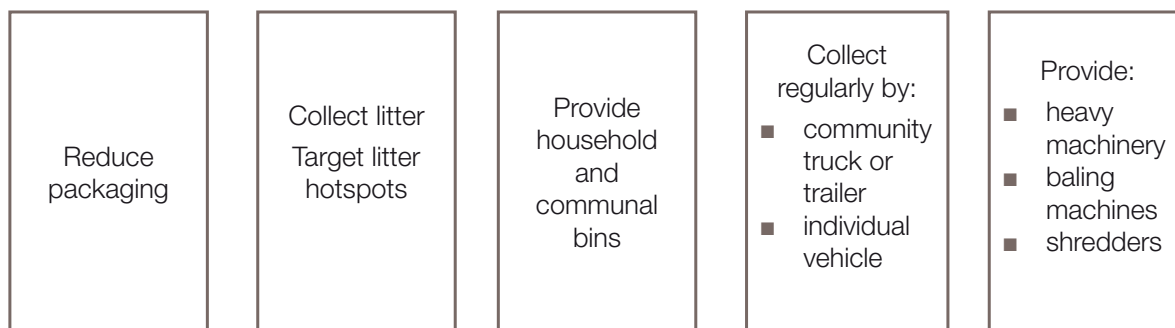 Reduce
packaging
Collect litter
Target litter
hotspots
Provide
household
and
communal
bins
Collect
regularly by:
■ community
truck or
trailer
■ individual
vehicle
Provide:
■ heavy
machinery
■ baling
machines
■ shredders